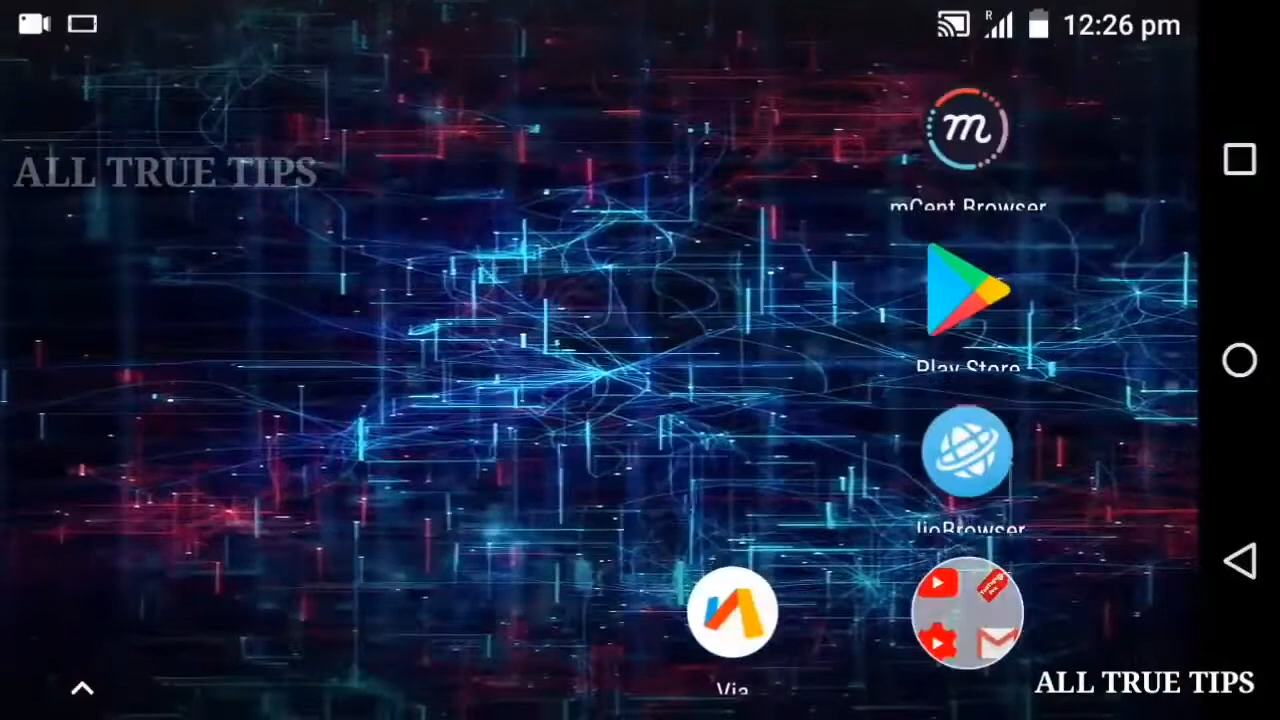 R
12:26 pm
m
mCent Browser
ALL TRUE TIPS
Play Store
JioBrowser
Via
ALL TRUE TIPS